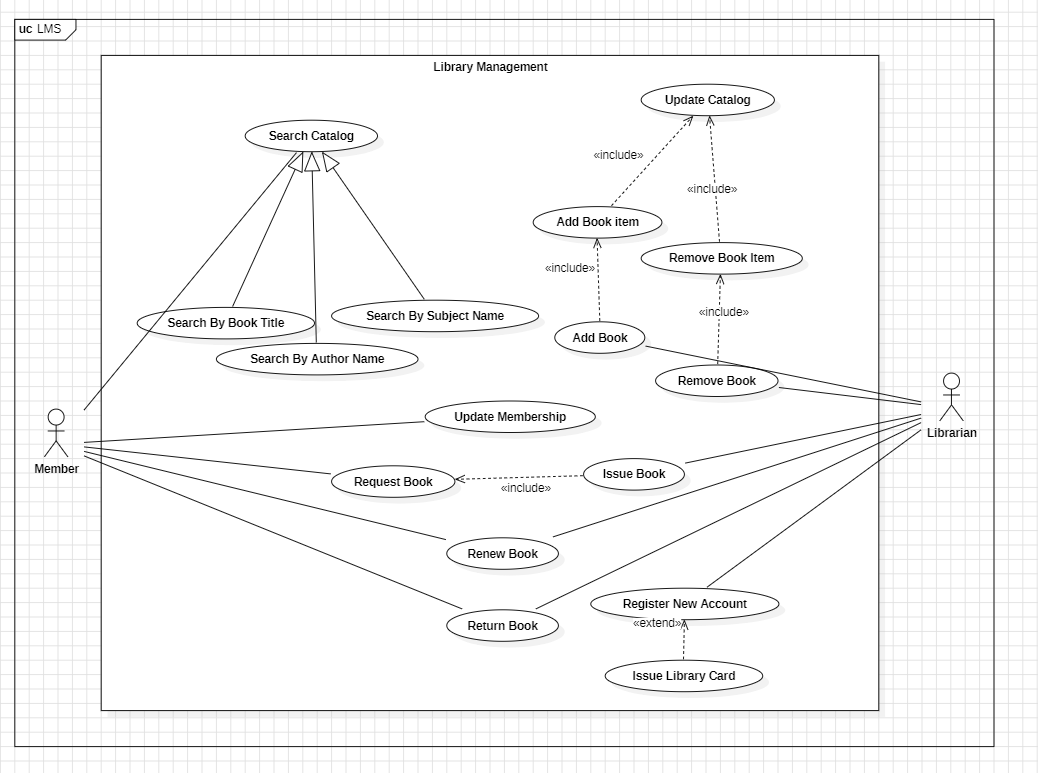 uc LMS
Library Management
Update Catalog
Search Catalog
«include»
«include»
Add Book item
Remove Book Item
«include»
«include»
Search By Subject Name
Search By Book Title
Add Book
Search By Author Name
Remove Book
Update Membership
Librarian
Member
Issue Book
Request Book
«include»
Renew Book
Register New Account
«extend»
Return Book
Issue Library Card